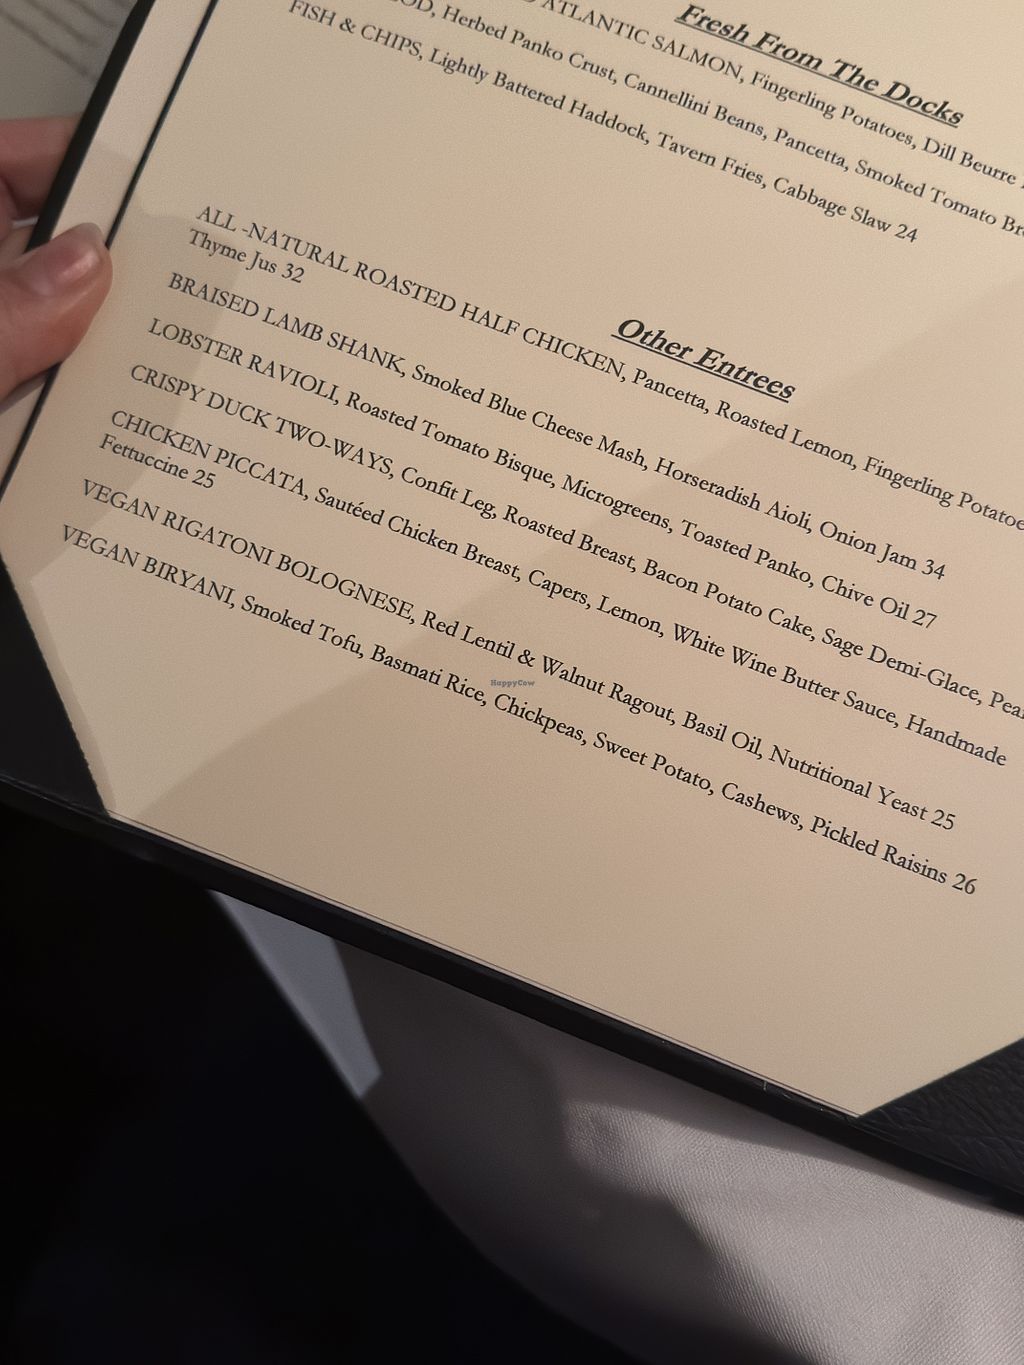 Fresh From The Docks
ATLANTIC SALMON, Fingerling Potatoes, Dill Beurre
Herbed Panko Crust, Cannellini Beans, Pancetta, Smoked Tomato
FISH & CHIPS, Lightly Battered Haddock, Tavern Fries, Cabbage Slaw 24
Other Entrees
ALL -NATURAL ROASTED HALF CHICKEN, Pancetta, Roasted Lemon, Fingerling
Thyme Jus 32
BRAISED LAMB SHANK, Smoked Blue Cheese Mash, Horseradish Aioli, Onion Jam 34
LOBSTER RAVIOLI, Roasted Tomato Bisque, Microgreens, Toasted Panko, Chive Oil 27
CRISPY DUCK TWO-WAYS, Confit Leg, Roasted Breast, Bacon Potato Cake, Sage Demi-Glace,
CHICKEN PICCATA, Sautéed Chicken Breast, Capers, Lemon, White Wine Butter Sauce, Handmade
Fettuccine 25
VEGAN RIGATONI BOLOGNESE, Red Lentil & Walnut Ragout, Basil Oil, Nutritional Yeast 25
VEGAN BIRYANI, Smoked Tofu, Basmati Rice, Chickpeas, Sweet Potato, Cashews, Pickled Raisins 26
HappyCow